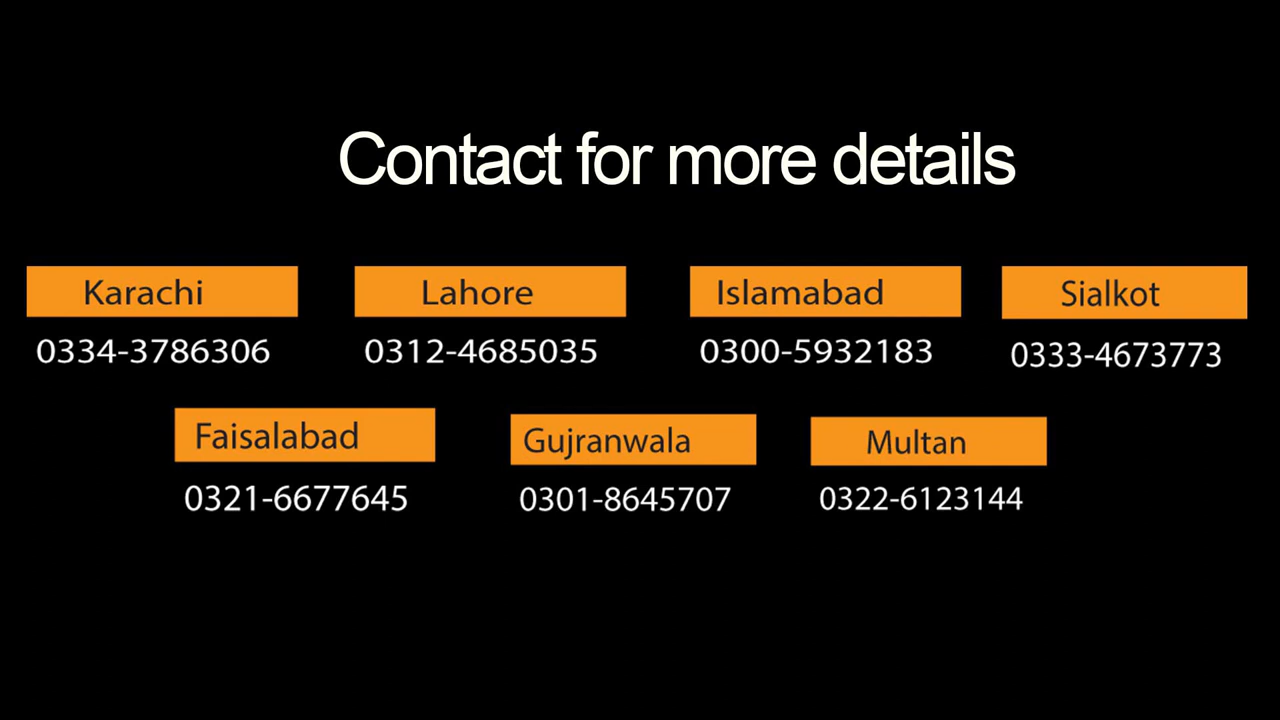 Contact for more details
Karachi Lahore Islamabad Sialkot
0334-3786306 0312-4685035 0300-5932183 0333-4673773
Faisalabad Gujranwala Multan
0321-6677645 0301-8645707 0322-6123144